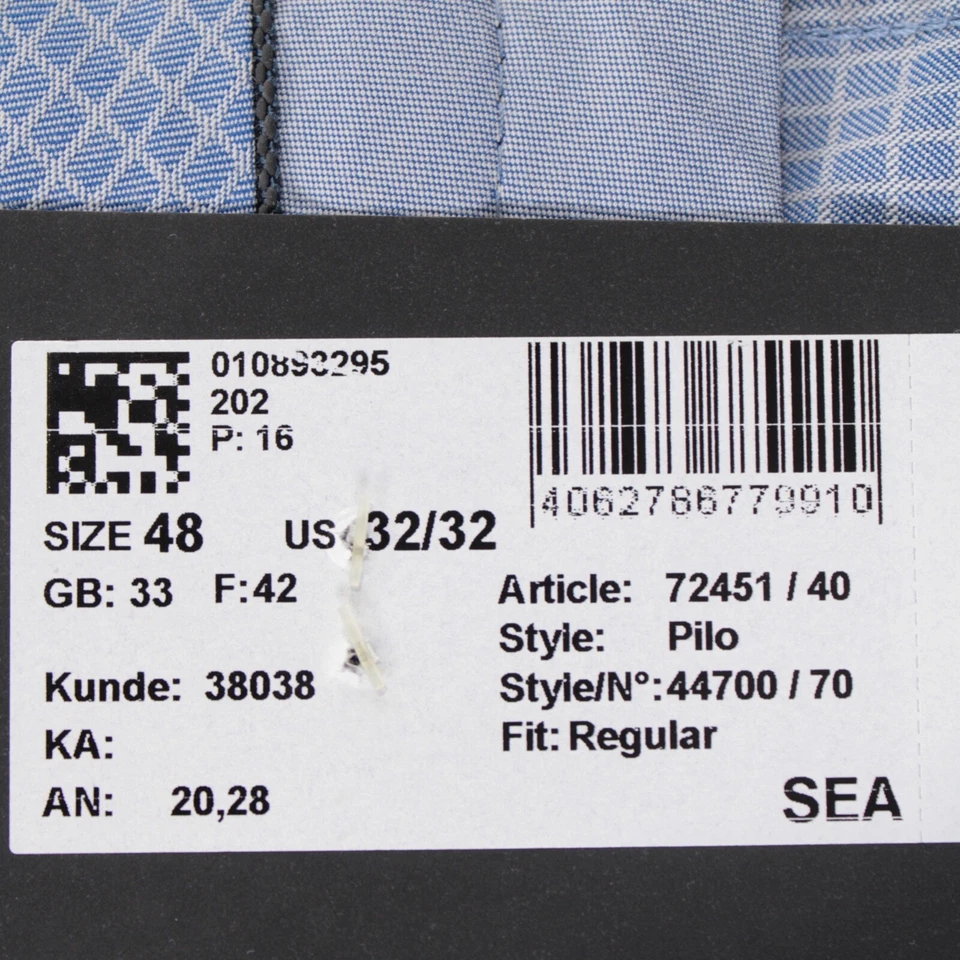 010893295
202
P: 16
4062786779910
SIZE 48 US 32/32
GB: 33 F:42
Article: 72451 / 40
Style: Pilo
Kunde: 38038
Style/N°:44700 / 70
KA:
Fit: Regular
AN: 20,28
SEA